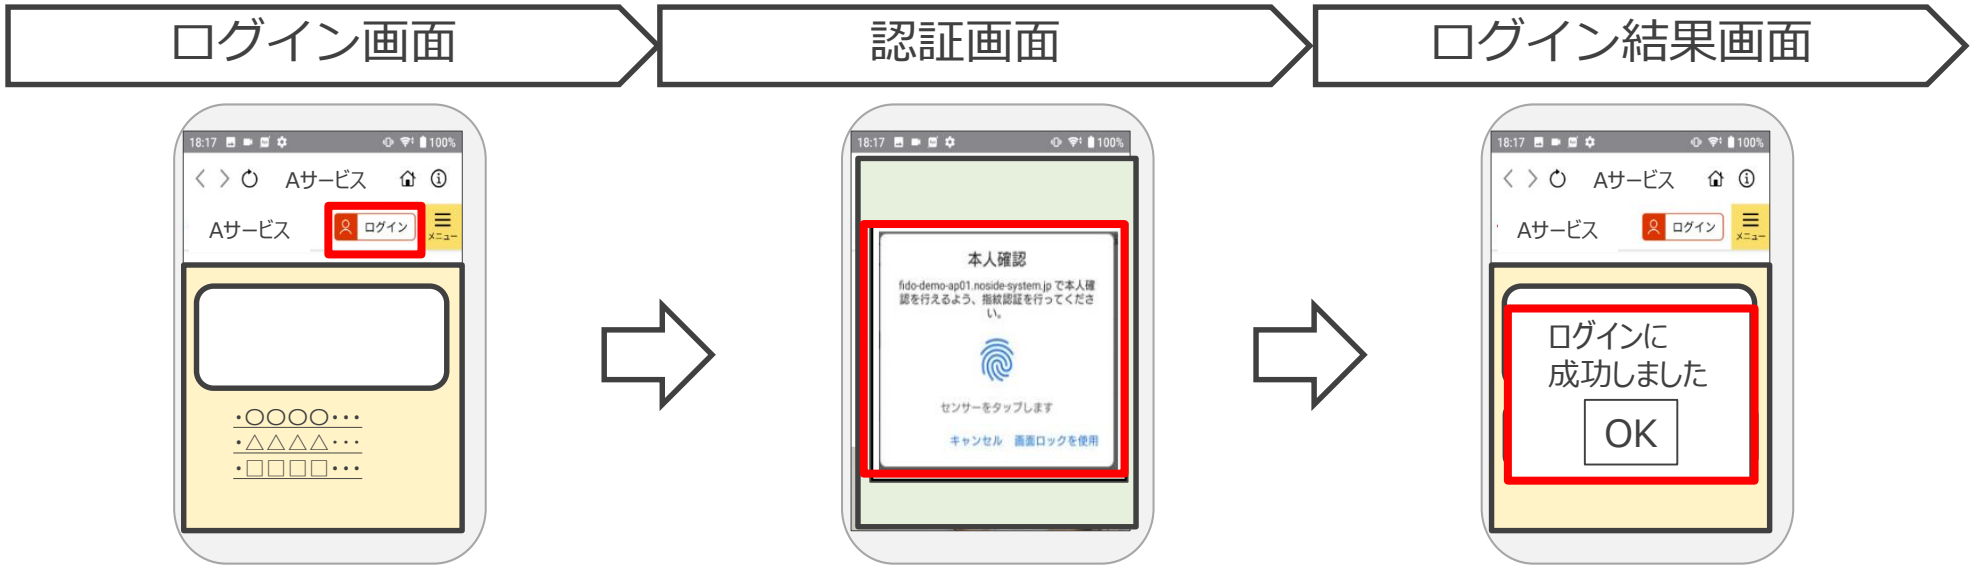 ログイン画面
認証画面
ログイン結果画面
18:17 100%
Aサービス
Aサービス
ログイン
メニュー
・〇〇〇〇・・・
・△△△△・・・
・□□□□・・・
18:17 100%
本人確認
fido-demo-ap01.noside-system.jp で本人確
認を行えるよう、指紋認証を行ってくださ
い。
センサーをタップします
キャンセル 画面ロックを使用
18:17 100%
Aサービス
Aサービス
ログイン
メニュー
ログインに
成功しました
OK